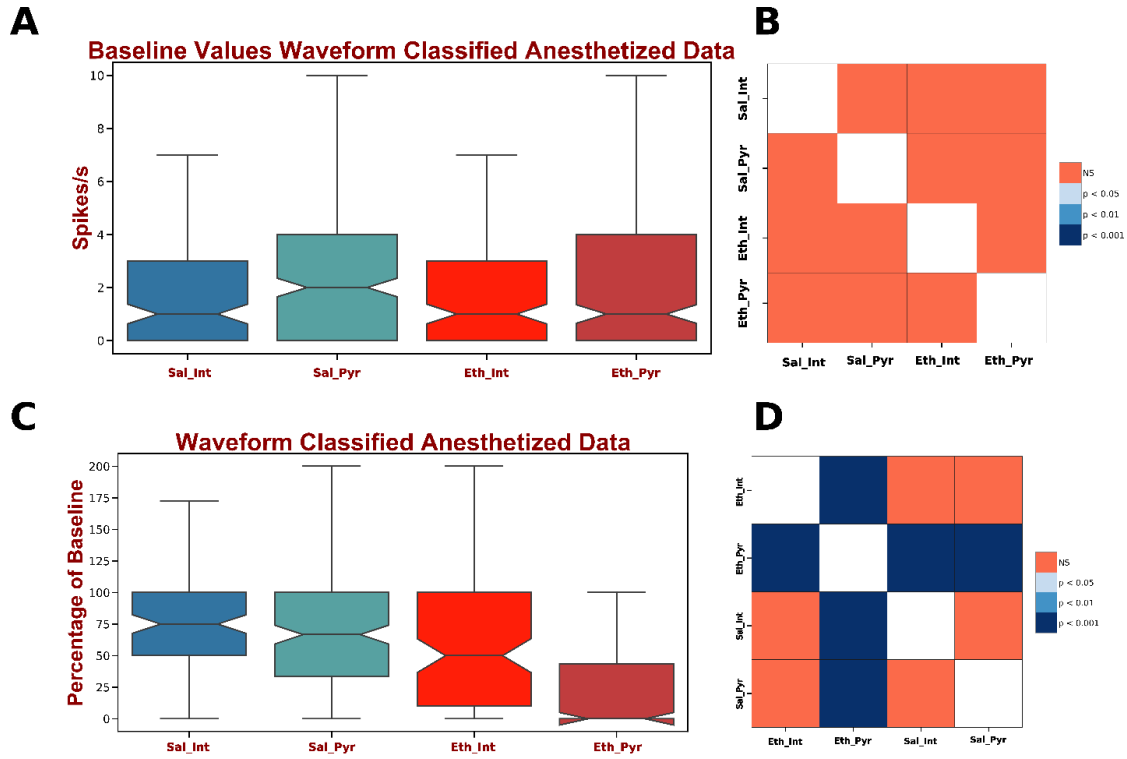 A
Baseline Values Waveform Classified Anesthetized Data
Spikes/s
10
8
6
4
2
0
Sal_Int
Sal_Pyr
Eth_Int
Eth_Pyr
B
Sal_Int
Sal_Pyr
Eth_Int
Eth_Pyr
Sal_Int
Sal_Pyr
Eth_Int
Eth_Pyr
NS
p < 0.05
p < 0.01
p < 0.001
C
Waveform Classified Anesthetized Data
Percentage of Baseline
200
175
150
125
100
75
50
25
0
Sal_Int
Sal_Pyr
Eth_Int
Eth_Pyr
D
Eth_Int
Eth_Pyr
Sal_Int
Sal_Pyr
Eth_Int
Eth_Pyr
Sal_Int
Sal_Pyr
NS
p < 0.05
p < 0.01
p < 0.001